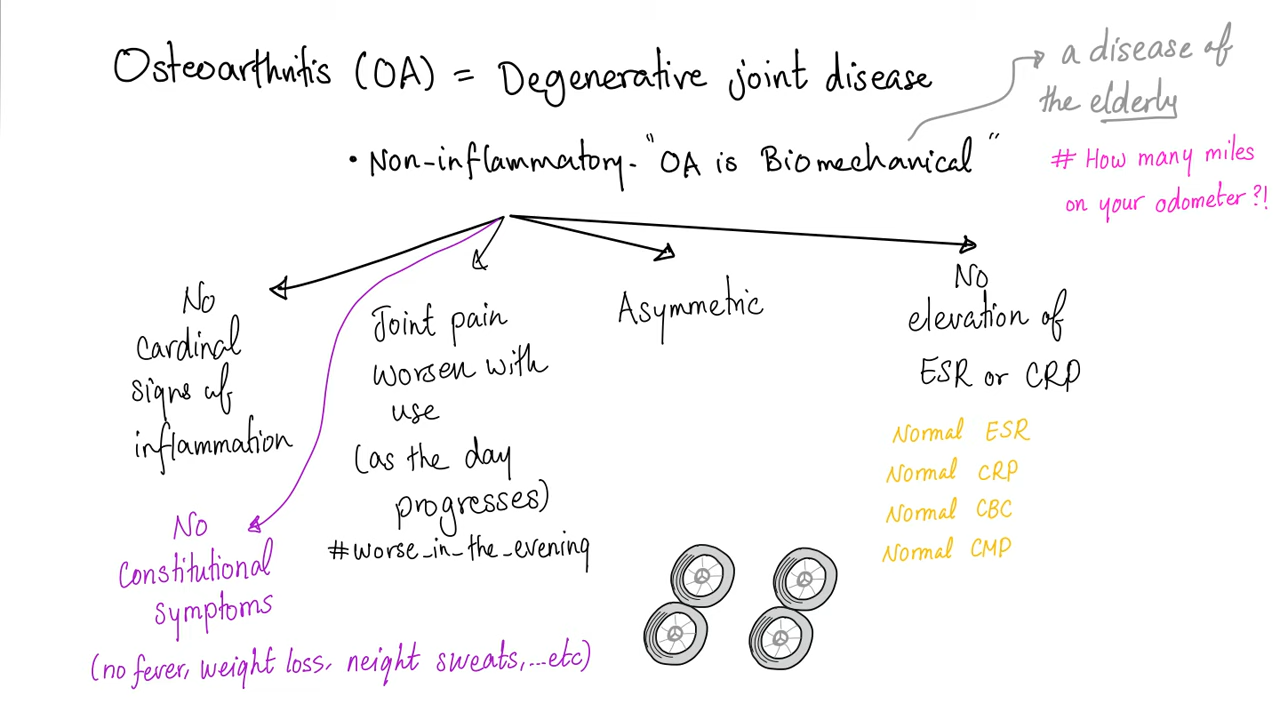 Osteoarthritis (OA) = Degenerative joint disease
a disease of
the elderly
• Non-inflammatory - "OA is Biomechanical"
# How many miles
on your odometer?!
No
Cardinal
signs of
inflammation
No
Constitutional
symptoms
(no fever, weight loss, neight sweats,...etc)
Joint pain
worsen with
use
(as the day
progresses)
#worse_in_the_evening
Asymmetric
No
elevation of
ESR or CRP
Normal ESR
Normal CRP
Normal CBC
Normal CMP